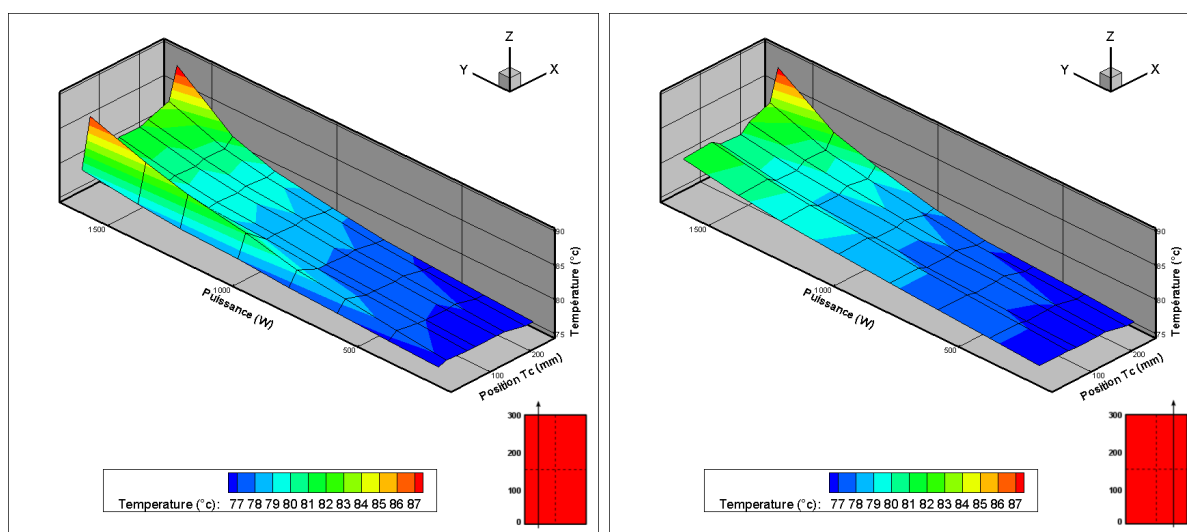 Z
Y
X
90
85
80
75
Température (°c)
1500
1000
500
Puissance (W)
200
100
Position Tc (mm)
300
200
100
0
Temperature (°c): 77 78 79 80 81 82 83 84 85 86 87
Z
Y
X
90
85
80
75
Température (°c)
1500
1000
500
Puissance (W)
200
100
Position Tc (mm)
300
200
100
0
Temperature (°c): 77 78 79 80 81 82 83 84 85 86 87